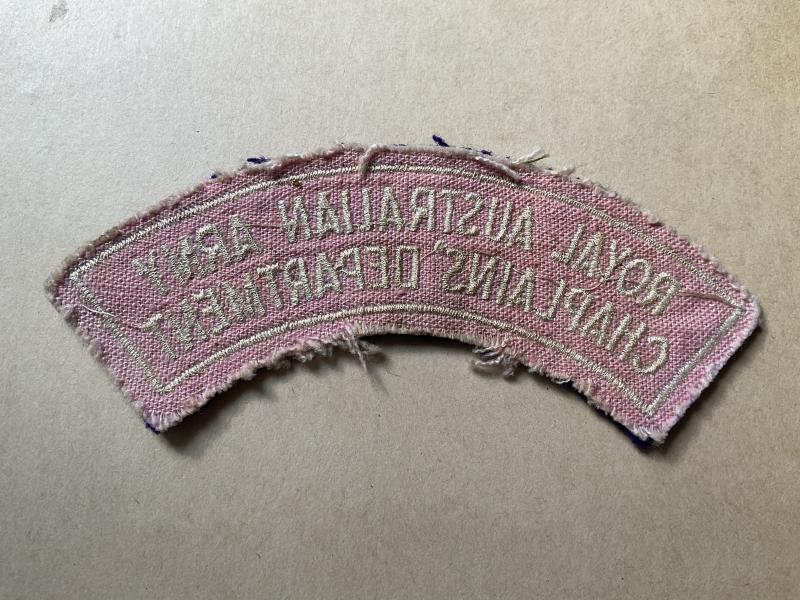 ROYAL AUSTRALIAN ARMY
CHAPLAINS' DEPARTMENT